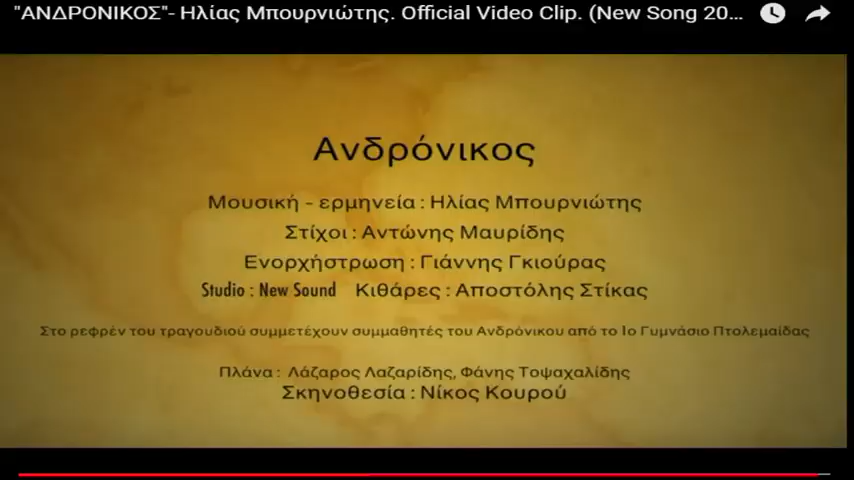 "ΑΝΔΡΟΝΙΚΟΣ"- Ηλίας Μπουρνιώτης. Official Video Clip. (New Song 20...
Ανδρόνικος
Μουσική - ερμηνεία : Ηλίας Μπουρνιώτης
Στίχοι : Αντώνης Μαυρίδης
Ενορχήστρωση : Γιάννης Γκιούρας
Studio : New Sound Κιθάρες : Αποστόλης Στίκας
Στο ρεφρέν του τραγουδιού συμμετέχουν συμμαθητές του Ανδρόνικου από το 1ο Γυμνάσιο Πτολεμαίδας
Πλάνα : Λάζαρος Λαζαρίδης, Φάνης Τοψαχαλίδης
Σκηνοθεσία : Νίκος Κουρού